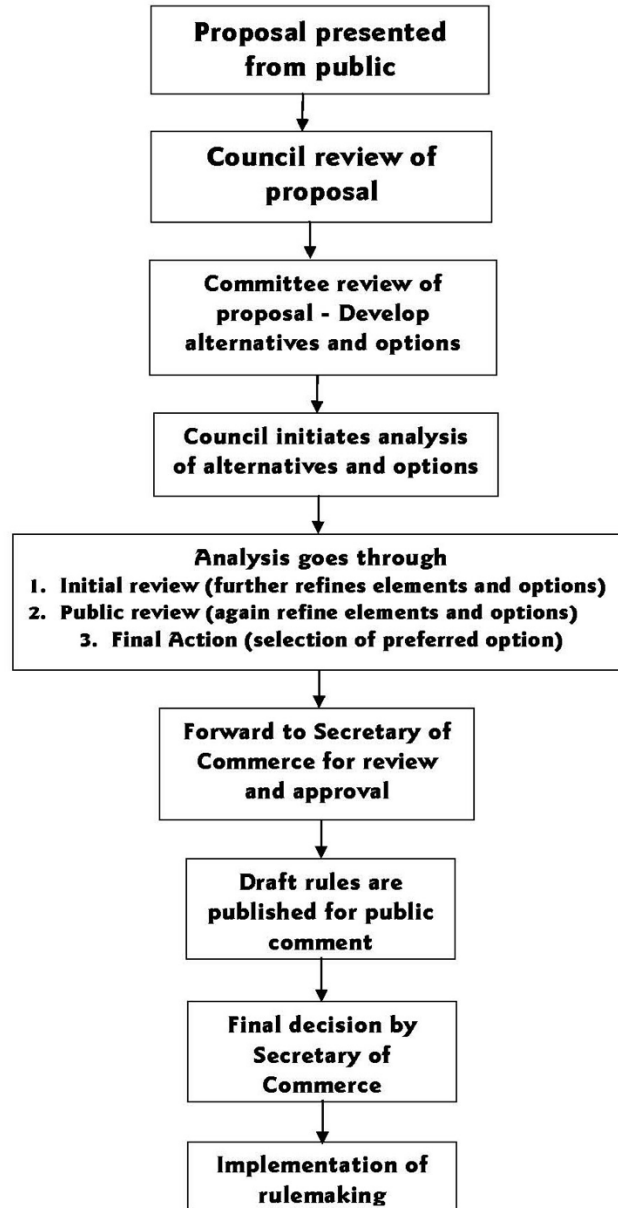 Proposal presented
from public
Council review of
proposal
Committee review of
proposal - Develop
alternatives and options
Council initiates analysis
of alternatives and options
Analysis goes through
1. Initial review (further refines elements and options)
2. Public review (again refine elements and options)
3. Final Action (selection of preferred option)
Forward to Secretary of
Commerce for review
and approval
Draft rules are
published for public
comment
Final decision by
Secretary of
Commerce
Implementation of
rulemaking